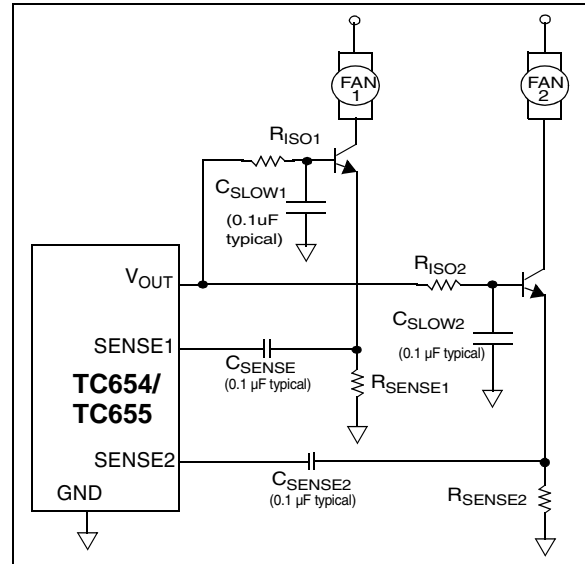 FAN
1
FAN
2
RISO1
CSLOW1
(0.1uF
typical)
VOUT
RISO2
CSLOW2
(0.1 µF typical)
SENSE1
CSENSE
(0.1 µF typical)
RSENSE1
TC654/
TC655
SENSE2
CSENSE2
(0.1 µF typical)
RSENSE2
GND